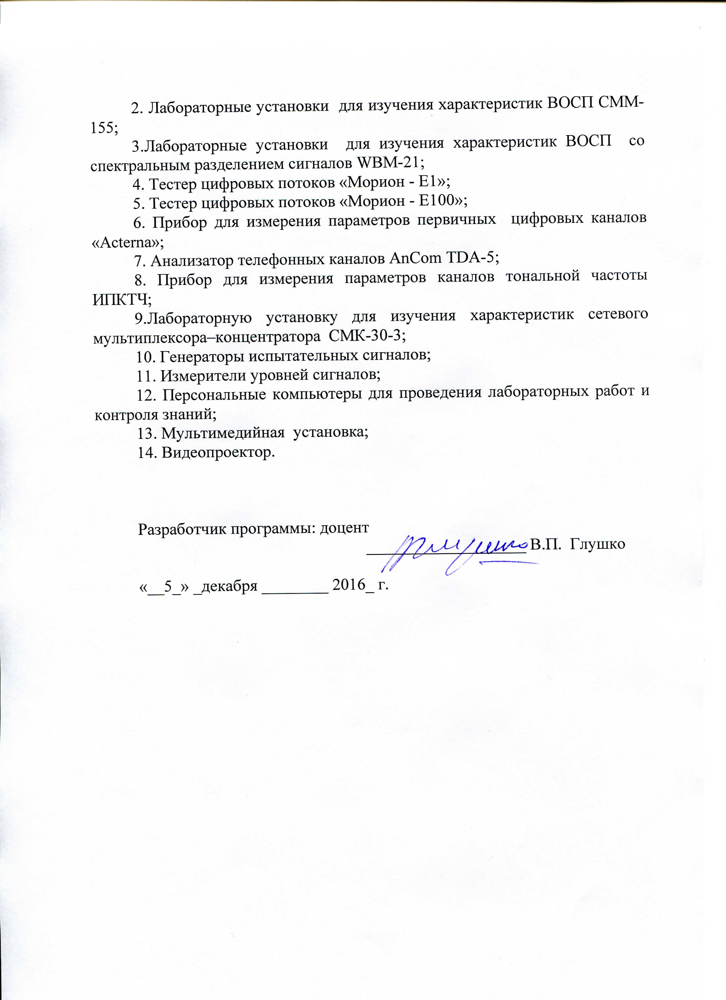 2. Лабораторные установки для изучения характеристик ВОСП СММ-
155;
3.Лабораторные установки для изучения характеристик ВОСП со
спектральным разделением сигналов WBM-21;
4. Тестер цифровых потоков «Морион - Е1»;
5. Тестер цифровых потоков «Морион - Е100»;
6. Прибор для измерения параметров первичных цифровых каналов
«Acterna»;
7. Анализатор телефонных каналов AnCom TDA-5;
8. Прибор для измерения параметров каналов тональной частоты
ИПКТЧ;
9.Лабораторную установку для изучения характеристик сетевого
мультиплексора–концентратора СМК-30-3;
10. Генераторы испытательных сигналов;
11. Измерители уровней сигналов;
12. Персональные компьютеры для проведения лабораторных работ и
контроля знаний;
13. Мультимедийная установка;
14. Видеопроектор.
Разработчик программы: доцент
___________________ В.П. Глушко
«__5_» _декабря ________ 2016_ г.